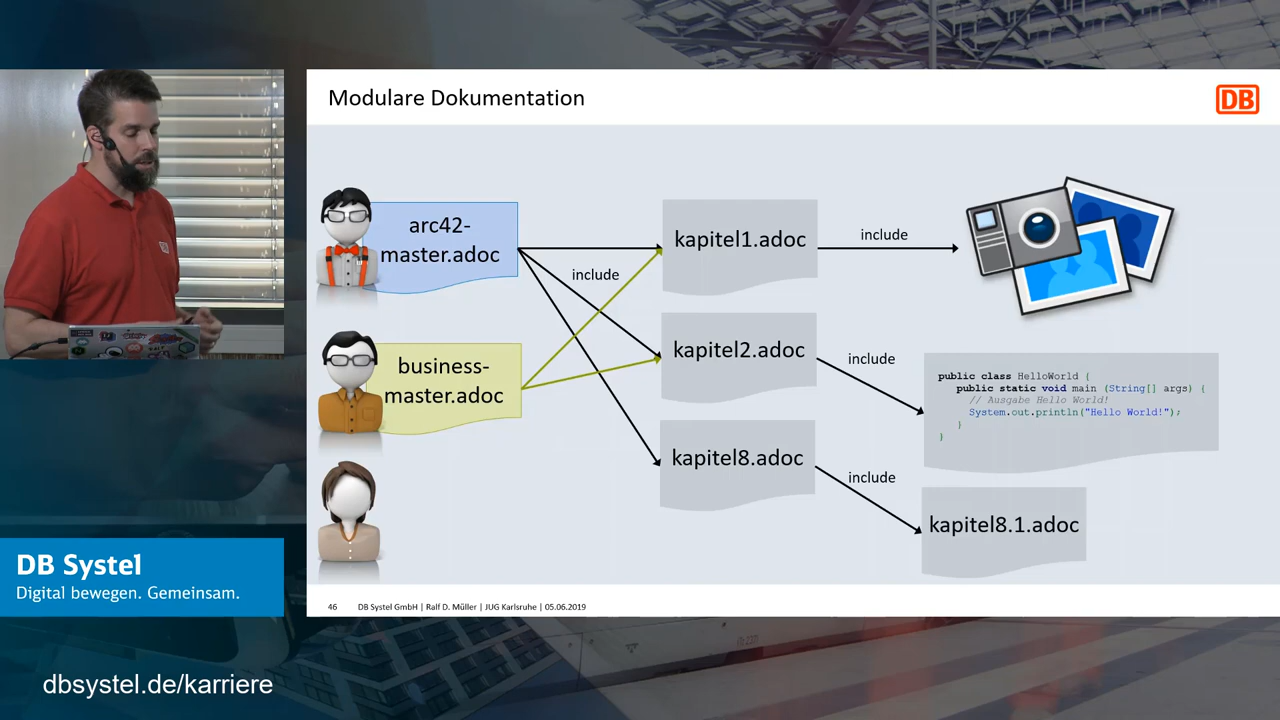 Modulare Dokumentation
DB
arc42-
master.adoc
business-
master.adoc
include
kapitel1.adoc
kapitel2.adoc
kapitel8.adoc
include
include
include
public class HelloWorld {
public static void main (String[] args) {
// Ausgabe Hello World!
System.out.println("Hello World!");
}
}
kapitel8.1.adoc
46 DB Systel GmbH | Ralf D. Müller | JUG Karlsruhe | 05.06.2019
DB Systel
Digital bewegen. Gemeinsam.
dbsystel.de/karriere